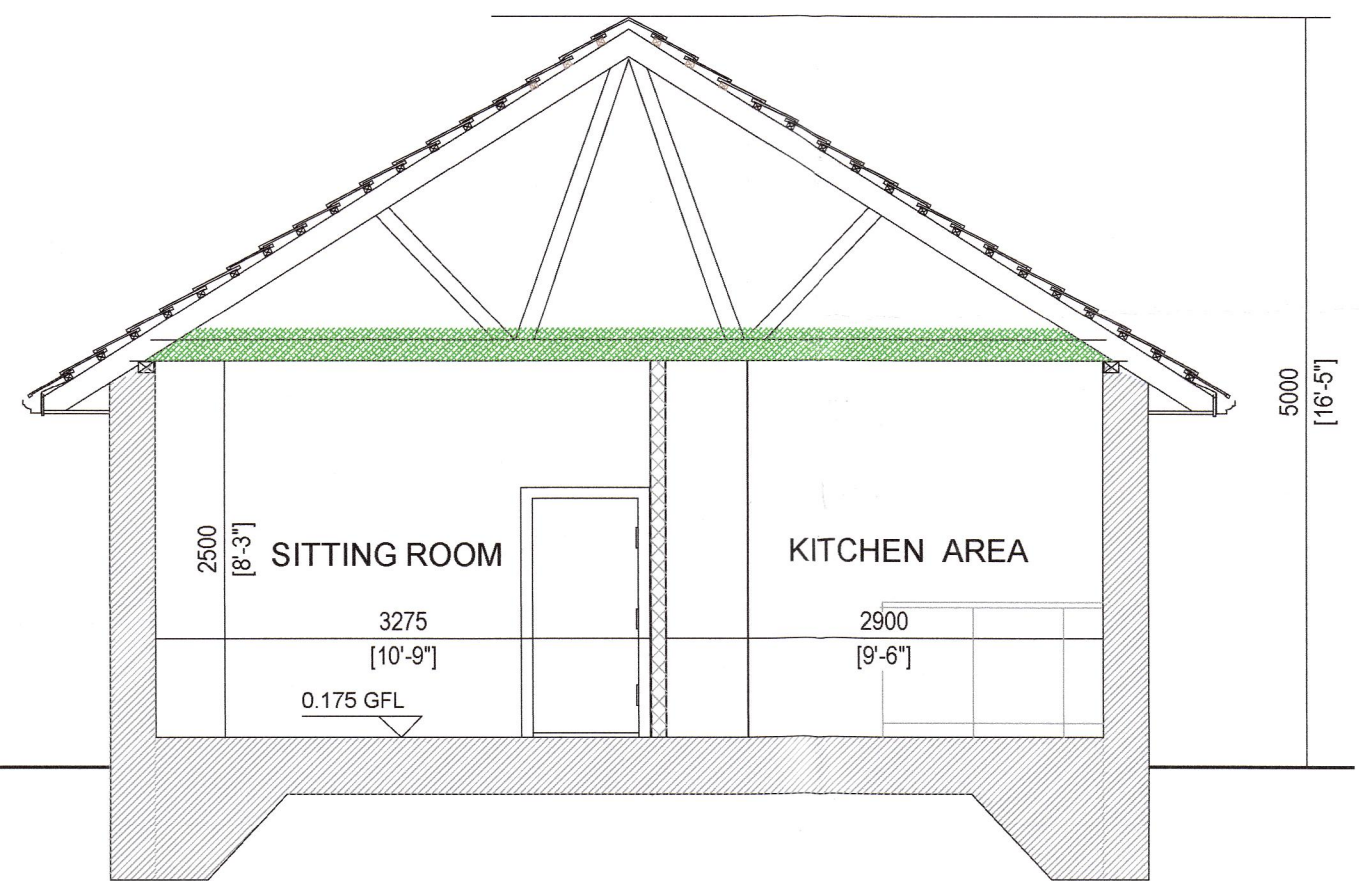 5000
[16'-5"]
2500
[8'-3"]
SITTING ROOM
KITCHEN AREA
3275
[10'-9"]
2900
[9'-6"]
0.175 GFL